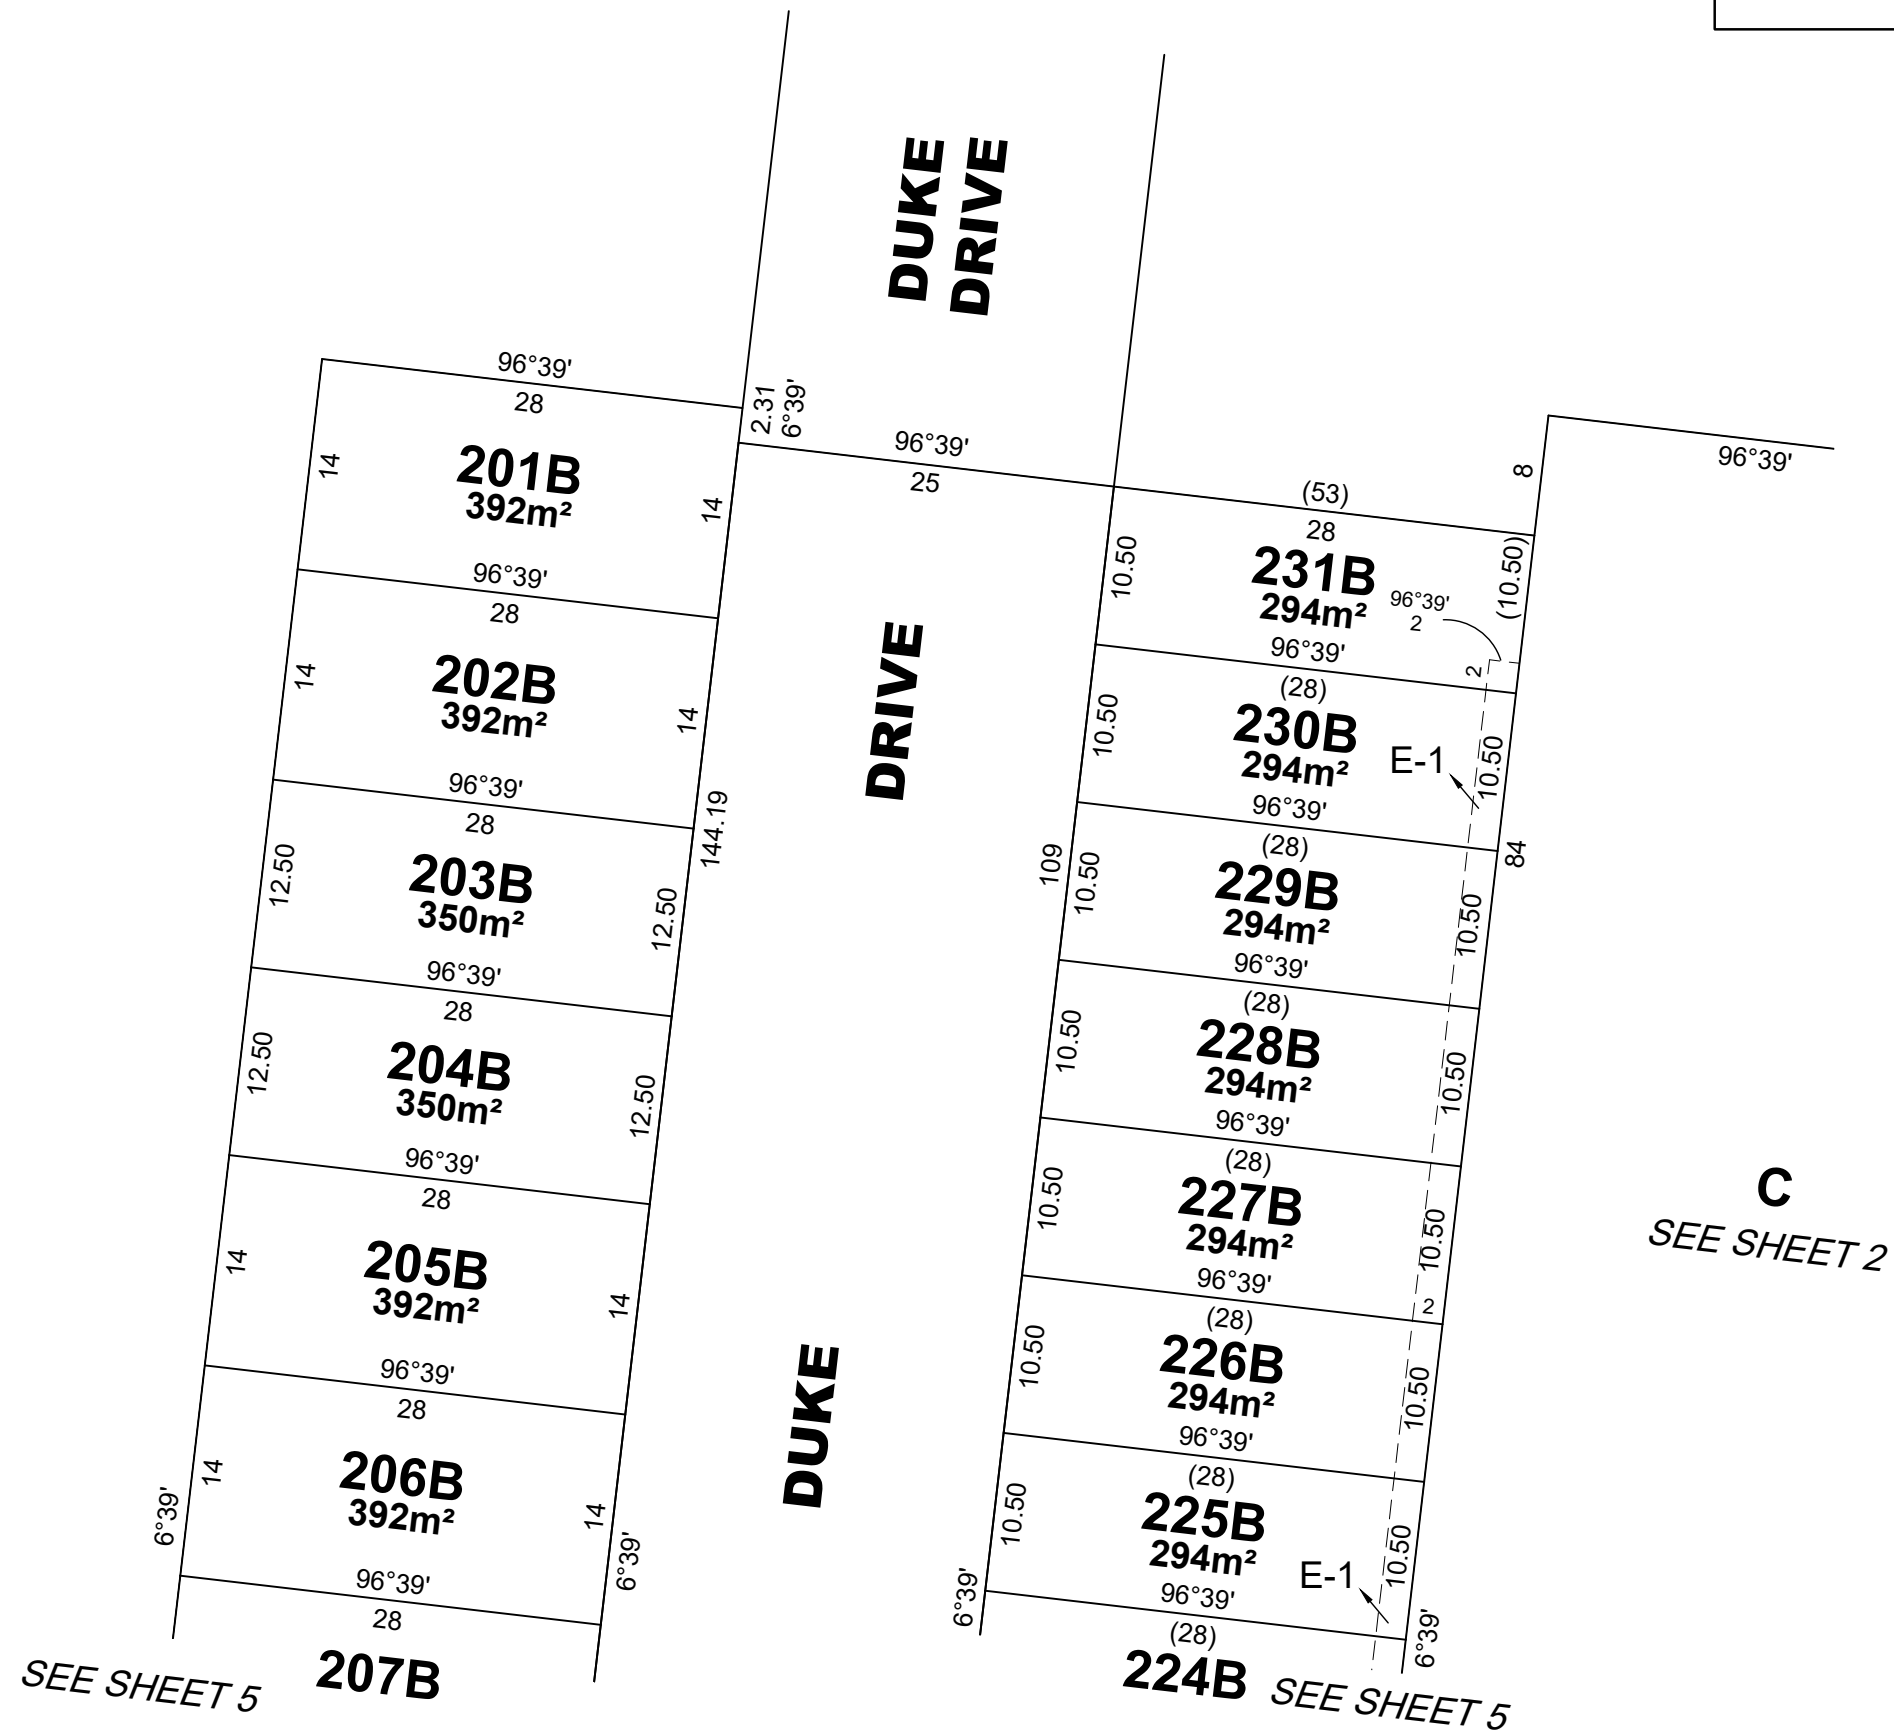 DUKE
DRIVE
96°39'
28
2.31
6°39'
201B
392m²
14
14
96°39'
25
(53)
28
8
96°39'
10.50
231B
294m²
(10.50)
96°39'
2
2
96°39'
28
202B
392m²
14
14
DRIVE
96°39'
(28)
230B
294m²
10.50
10.50
E-1
96°39'
28
144.19
203B
350m²
12.50
12.50
109
84
96°39'
(28)
229B
294m²
10.50
10.50
96°39'
28
204B
350m²
12.50
12.50
96°39'
(28)
228B
294m²
10.50
10.50
96°39'
28
205B
392m²
14
14
96°39'
(28)
227B
294m²
10.50
10.50
2
C
SEE SHEET 2
96°39'
28
206B
392m²
14
14
6°39'
6°39'
DUKE
96°39'
(28)
226B
294m²
10.50
10.50
96°39'
(28)
225B
294m²
10.50
10.50
E-1
6°39'
6°39'
96°39'
28
207B
SEE SHEET 5
96°39'
(28)
224B
SEE SHEET 5